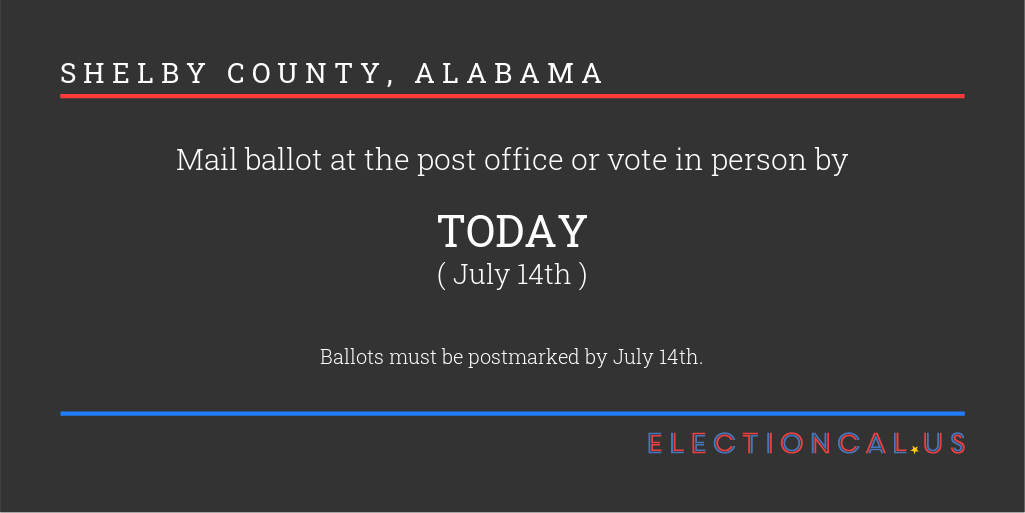 SHELBY COUNTY, ALABAMA
Mail ballot at the post office or vote in person by
TODAY
( July 14th )
Ballots must be postmarked by July 14th.
ELECTIONCAL.US